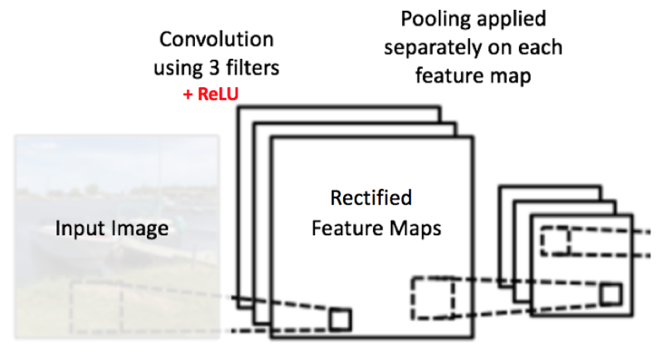 Convolution
using 3 filters
+ ReLU
Pooling applied
separately on each
feature map
Input Image
Rectified
Feature Maps